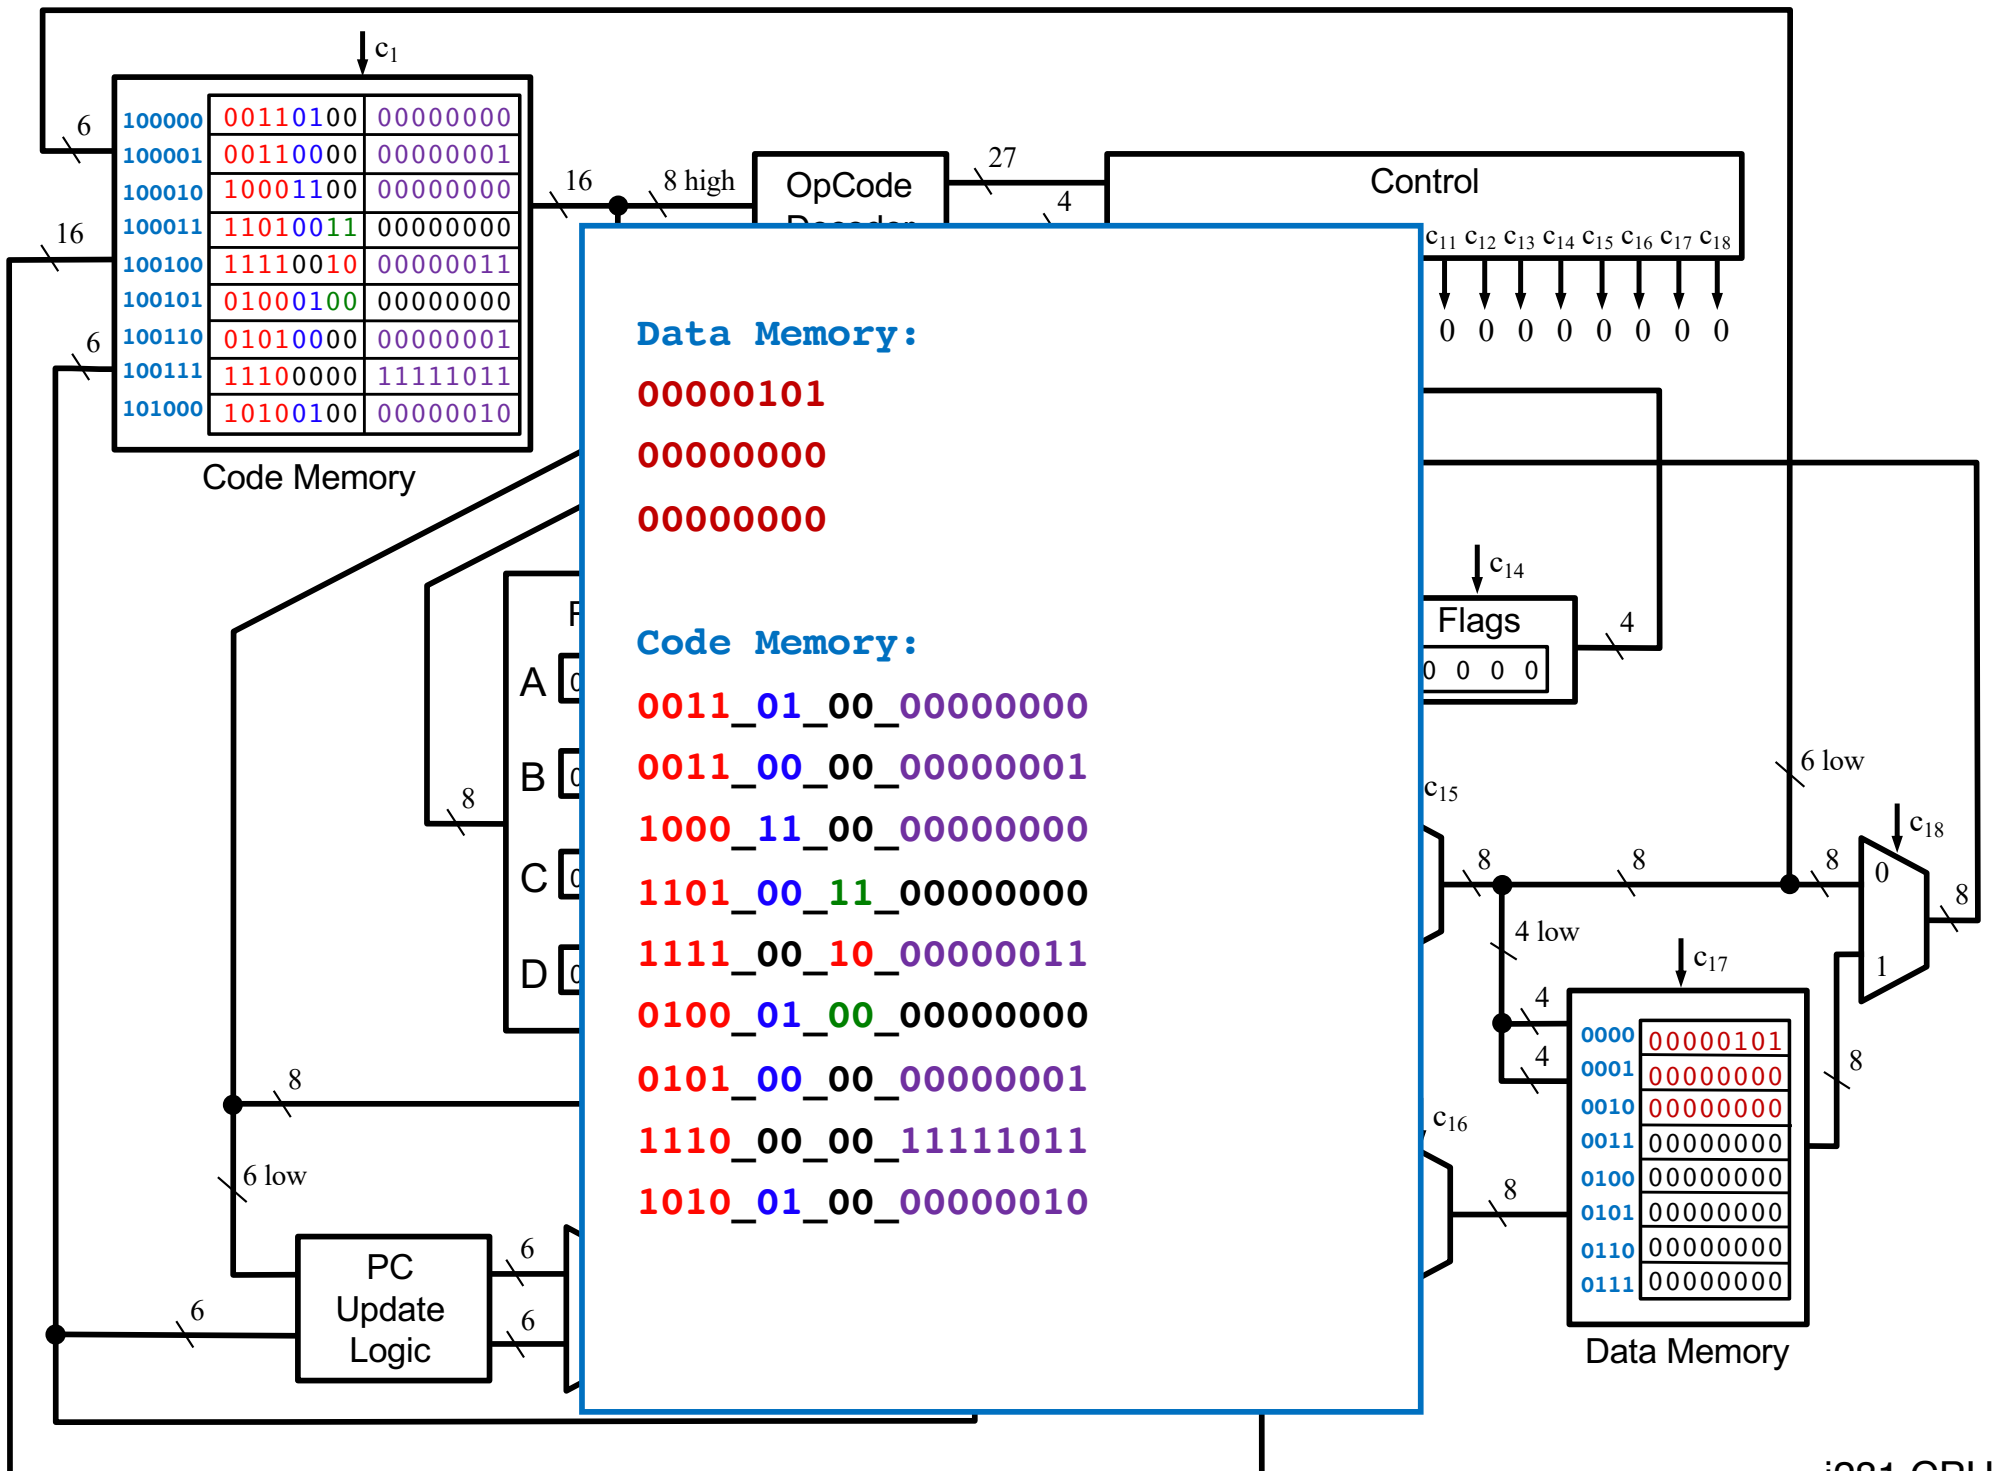 c1
6
100000 00110100 00000000
100001 00110000 00000001
100010 10001100 00000000
100011 11010011 00000000
100100 11110010 00000011
100101 01000100 00000000
100110 01010000 00000001
100111 11100000 11111011
101000 10100100 00000010
16
6
Code Memory
16
8 high
OpCode
27
4
Control
c11 c12 c13 c14 c15 c16 c17 c18
0 0 0 0 0 0 0 0
Data Memory:
00000101
00000000
00000000
Code Memory:
0011_01_00_00000000
0011_00_00_00000001
1000_11_00_00000000
1101_00_11_00000000
1111_00_10_00000011
0100_01_00_00000000
0101_00_00_00000001
1110_00_00_11111011
1010_01_00_00000010
A
B
C
D
8
8
6 low
PC
Update
Logic
6
6
6
c14
Flags
0 0 0 0
4
c15
6 low
8
8
8
c18
0
1
8
4 low
c17
4
4
0000 00000101
0001 00000000
0010 00000000
0011 00000000
0100 00000000
0101 00000000
0110 00000000
0111 00000000
8
Data Memory
c16
8